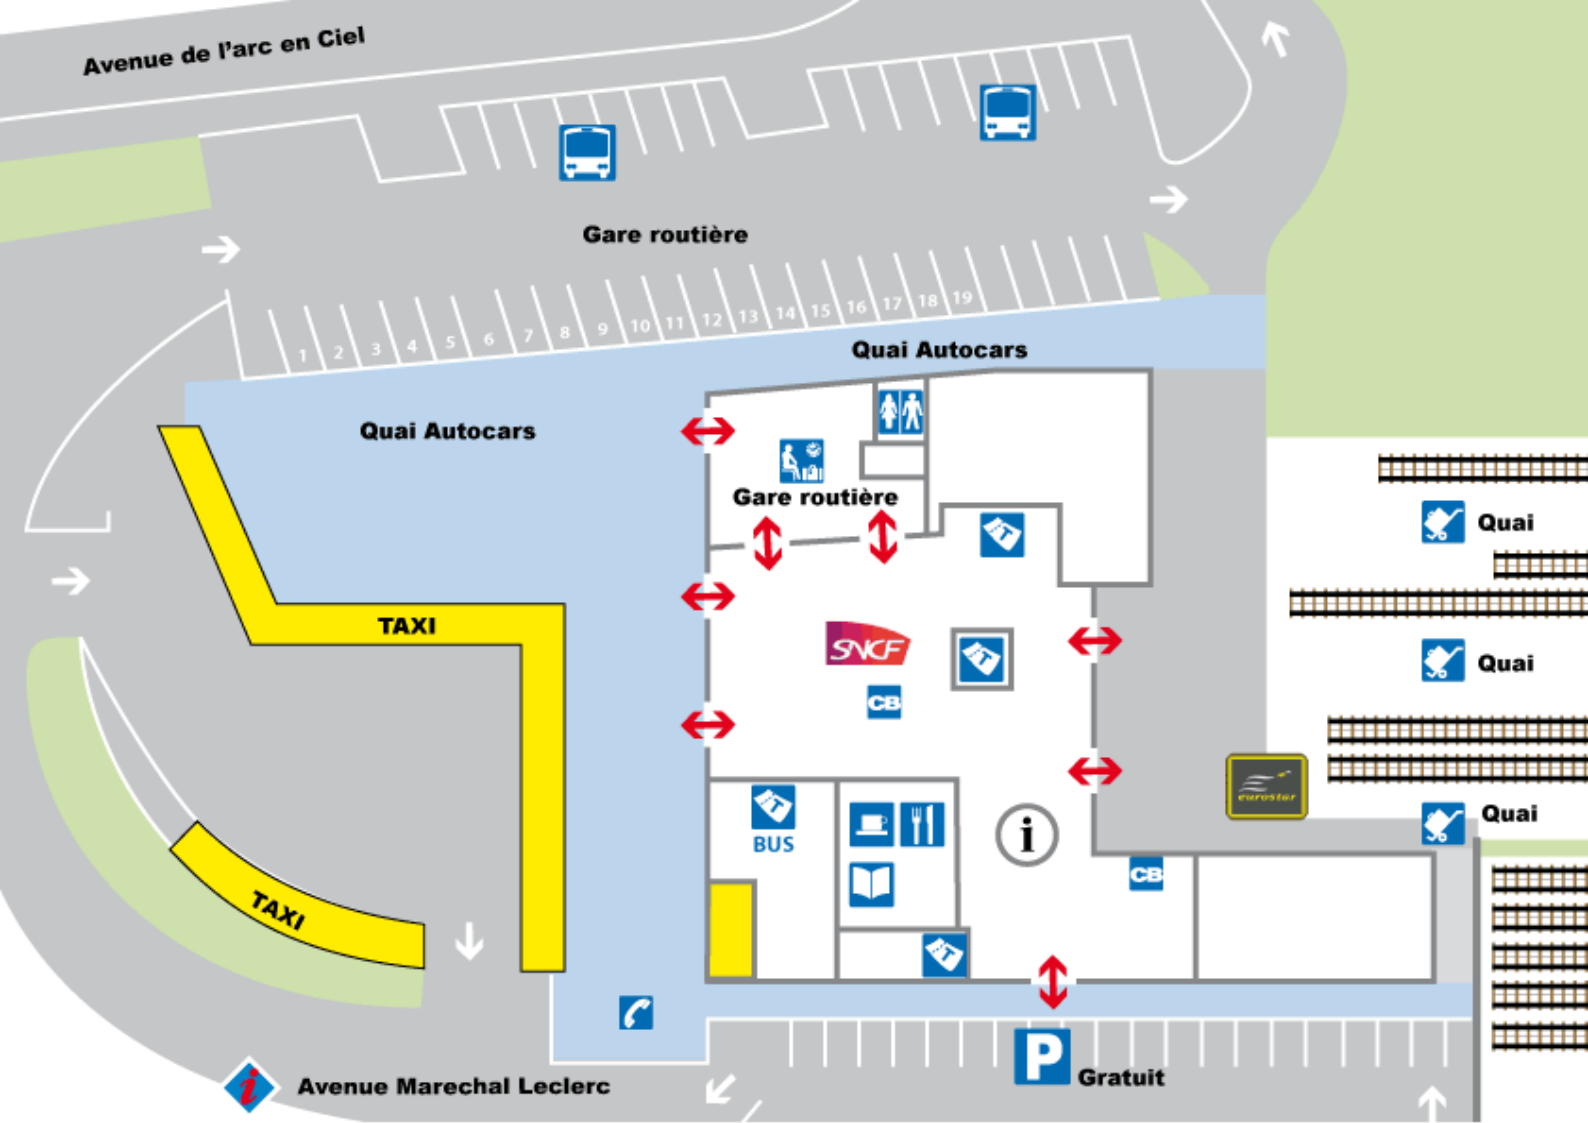 Avenue de l'arc en Ciel
Gare routière
1 2 3 4 5 6 7 8 9 10 11 12 13 14 15 16 17 18 19
Quai Autocars
Quai Autocars
Gare routière
T
Quai
TAXI
SNCF
T
Quai
CB
eurostar
T
BUS
i
Quai
CB
TAXI
T
P
Gratuit
i
Avenue Marechal Leclerc